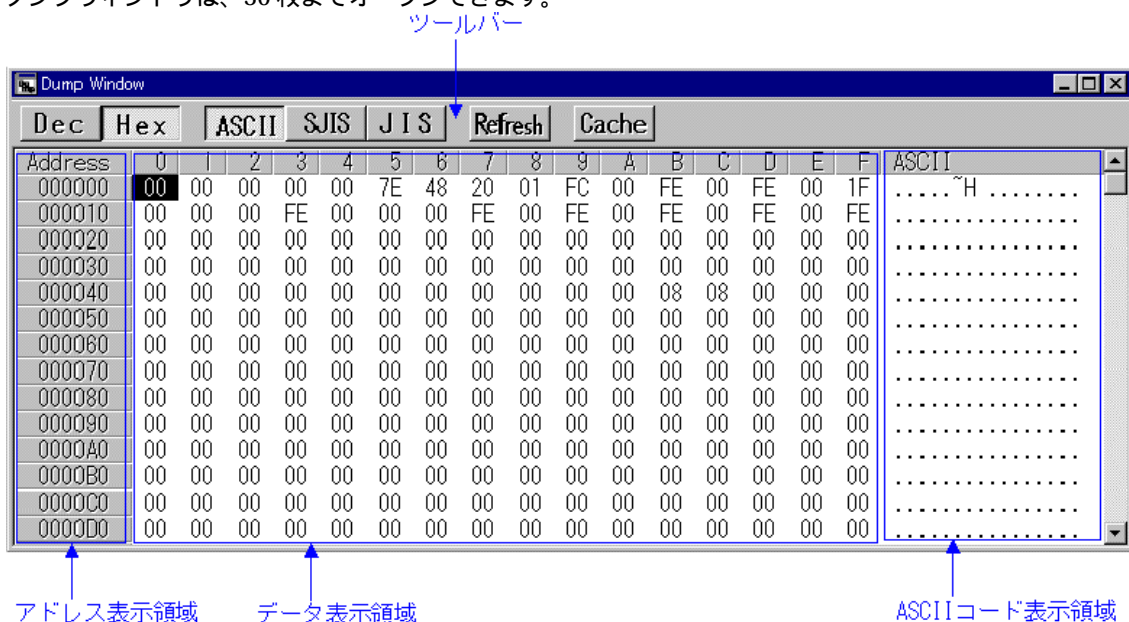 は、30 枚までオープンできます。
ツールバー
Dump Window
Dec Hex ASCII SJIS JIS Refresh Cache
Address 0 1 2 3 4 5 6 7 8 9 A B C D E F ASCII
000000 00 00 00 00 00 7E 48 20 01 FC 00 FE 00 FE 00 1F .....~H ........
000010 00 00 00 FE 00 00 00 FE 00 FE 00 FE 00 FE 00 FE ................
000020 00 00 00 00 00 00 00 00 00 00 00 00 00 00 00 00 ................
000030 00 00 00 00 00 00 00 00 00 00 00 00 00 00 00 00 ................
000040 00 00 00 00 00 00 00 00 00 00 00 08 08 00 00 00 ................
000050 00 00 00 00 00 00 00 00 00 00 00 00 00 00 00 00 ................
000060 00 00 00 00 00 00 00 00 00 00 00 00 00 00 00 00 ................
000070 00 00 00 00 00 00 00 00 00 00 00 00 00 00 00 00 ................
000080 00 00 00 00 00 00 00 00 00 00 00 00 00 00 00 00 ................
000090 00 00 00 00 00 00 00 00 00 00 00 00 00 00 00 00 ................
0000A0 00 00 00 00 00 00 00 00 00 00 00 00 00 00 00 00 ................
0000B0 00 00 00 00 00 00 00 00 00 00 00 00 00 00 00 00 ................
0000C0 00 00 00 00 00 00 00 00 00 00 00 00 00 00 00 00 ................
0000D0 00 00 00 00 00 00 00 00 00 00 00 00 00 00 00 00 ................
アドレス表示領域 データ表示領域 ASCIIコード表示領域